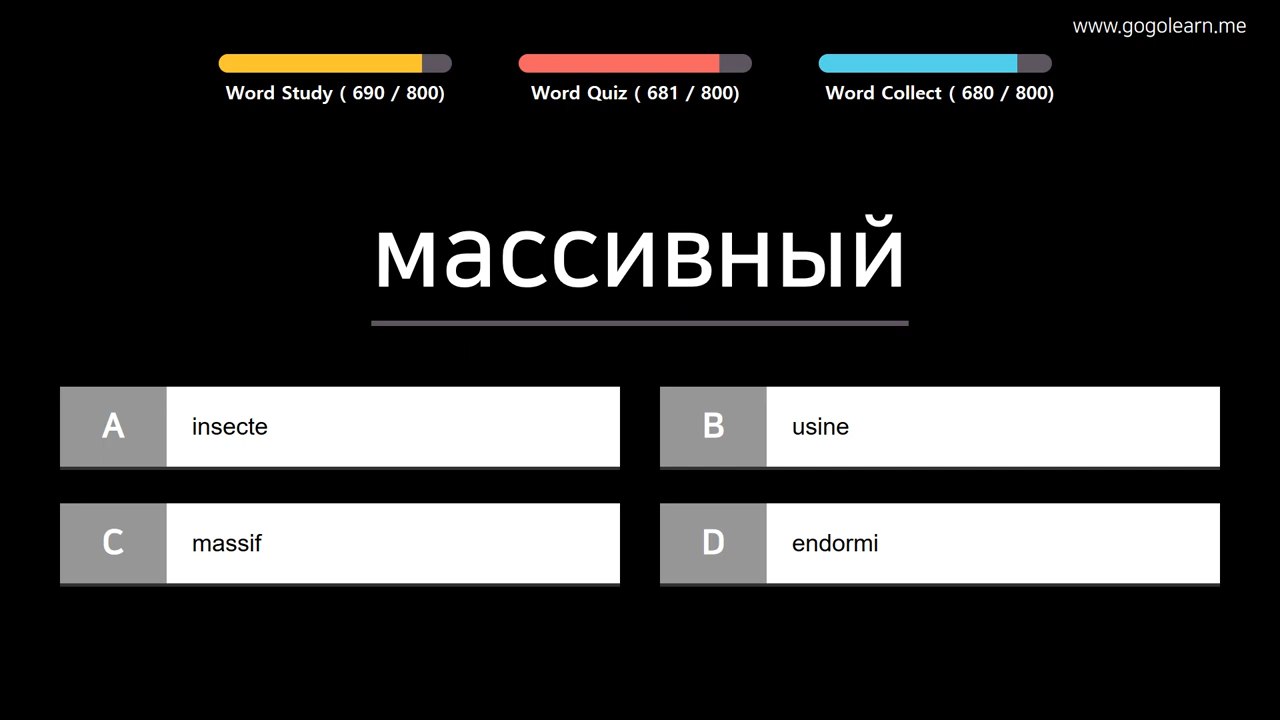 www.gogolearn.me
Word Study ( 690 / 800)
Word Quiz ( 681 / 800)
Word Collect ( 680 / 800)
массивный
A insecte
B usine
C massif
D endormi